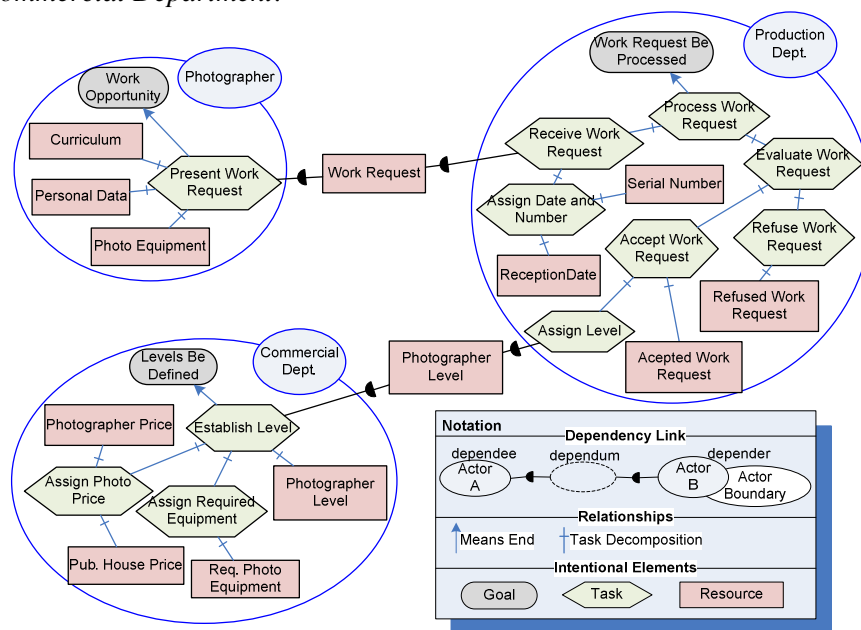 ommercial Department.
Photographer
Work
Opportunity
Curriculum
Personal Data
Photo Equipment
Present Work
Request
Work Request
Production
Dept.
Work Request Be
Processed
Process Work
Request
Receive Work
Request
Evaluate Work
Request
Assign Date and
Number
Serial Number
Accept Work
Request
Refuse Work
Request
ReceptionDate
Refused Work
Request
Assign Level
Acepted Work
Request
Photographer
Level
Commercial
Dept.
Levels Be
Defined
Photographer Price
Establish Level
Assign Photo
Price
Assign Required
Equipment
Photographer
Level
Pub. House Price
Req. Photo
Equipment
Notation
Dependency Link
dependee
dependum
depender
Actor
A
Actor
B
Actor
Boundary
Relationships
Means End
Task Decomposition
Intentional Elements
Goal
Task
Resource